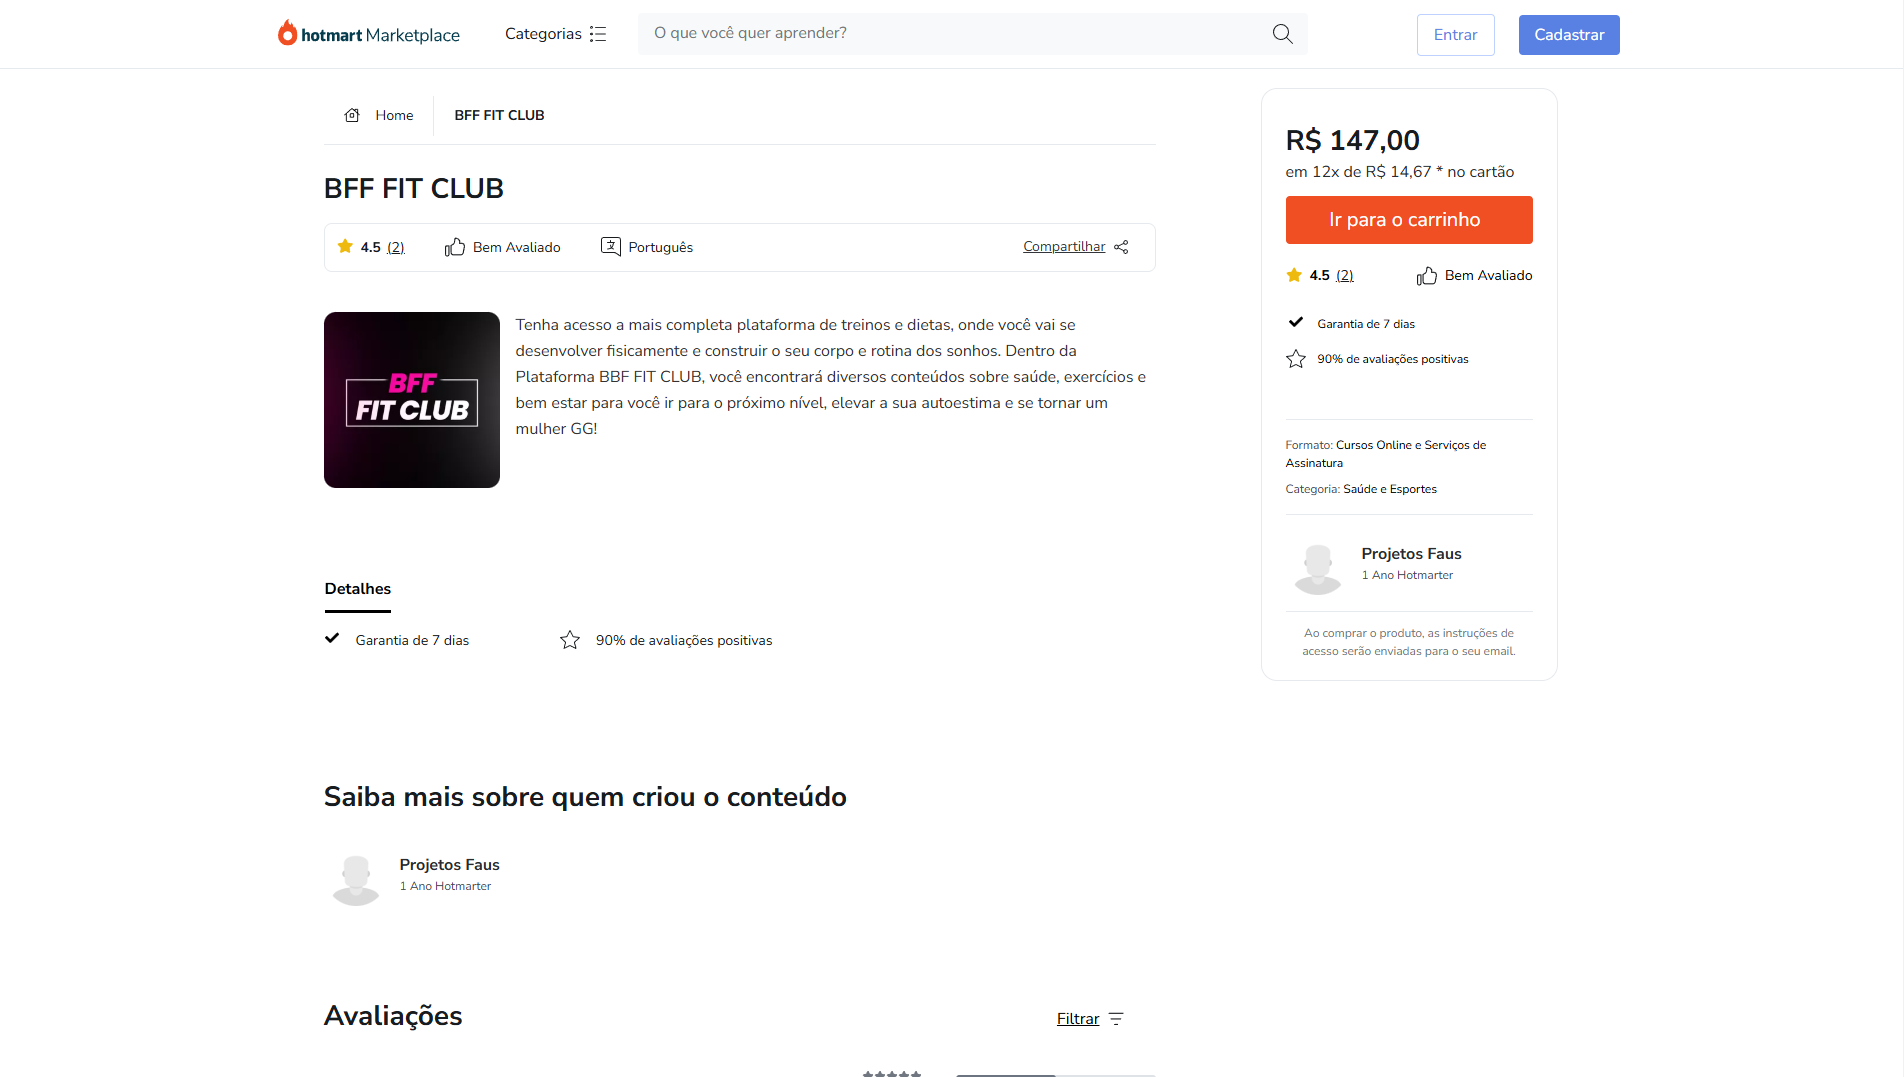 hotmart Marketplace
Categorias
O que você quer aprender?
Entrar
Cadastrar
Home
BFF FIT CLUB
BFF FIT CLUB
4.5 (2)
Bem Avaliado
Português
Compartilhar
BFF
FIT CLUB
Tenha acesso a mais completa plataforma de treinos e dietas, onde você vai se
desenvolver fisicamente e construir o seu corpo e rotina dos sonhos. Dentro da
Plataforma BBF FIT CLUB, você encontrará diversos conteúdos sobre saúde, exercícios e
bem estar para você ir para o próximo nível, elevar a sua autoestima e se tornar um
mulher GG!
Detalhes
Garantia de 7 dias
90% de avaliações positivas
R$ 147,00
em 12x de R$ 14,67 * no cartão
Ir para o carrinho
4.5 (2)
Bem Avaliado
Garantia de 7 dias
90% de avaliações positivas
Formato: Cursos Online e Serviços de
Assinatura
Categoria: Saúde e Esportes
Projetos Faus
1 Ano Hotmarter
Ao comprar o produto, as instruções de
acesso serão enviadas para o seu email.
Saiba mais sobre quem criou o conteúdo
Projetos Faus
1 Ano Hotmarter
Avaliações
Filtrar